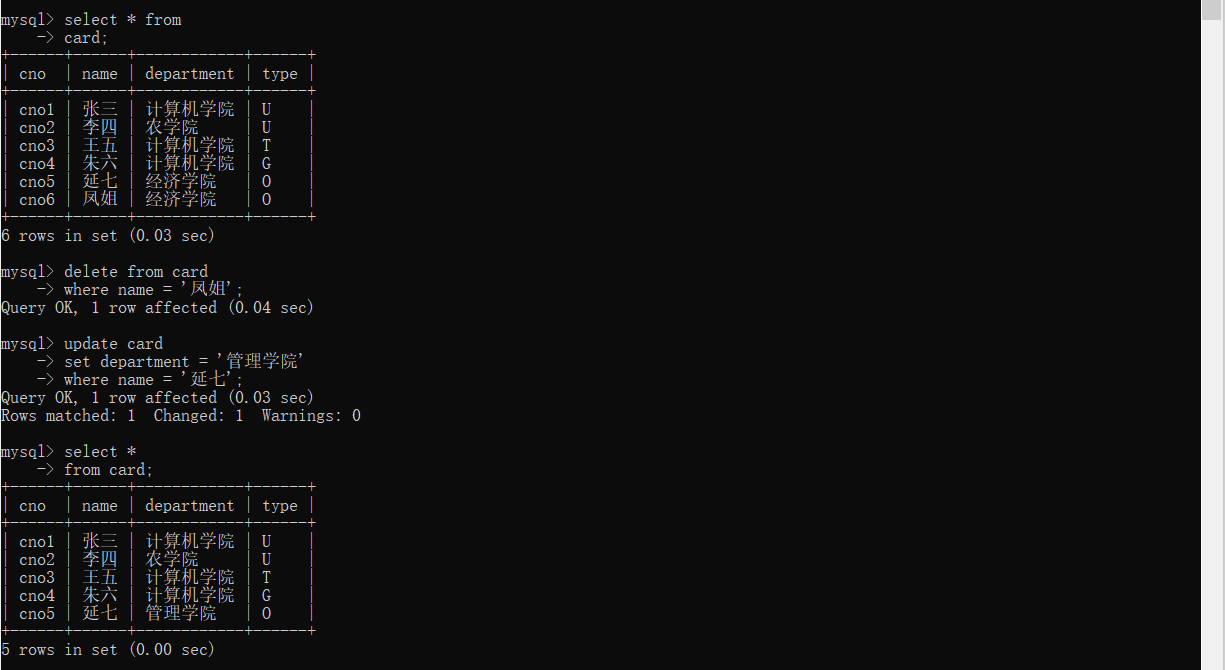 mysql> select * from
    -> card;
+------+------+------------+------+
| cno  | name | department | type |
+------+------+------------+------+
| cno1 | 张三 | 计算机学院 | U    |
| cno2 | 李四 | 农学院     | U    |
| cno3 | 王五 | 计算机学院 | T    |
| cno4 | 朱六 | 计算机学院 | G    |
| cno5 | 延七 | 经济学院   | O    |
| cno6 | 凤姐 | 经济学院   | O    |
+------+------+------------+------+
6 rows in set (0.03 sec)

mysql> delete from card
    -> where name = '凤姐';
Query OK, 1 row affected (0.04 sec)

mysql> update card
    -> set department = '管理学院'
    -> where name = '延七';
Query OK, 1 row affected (0.03 sec)
Rows matched: 1  Changed: 1  Warnings: 0

mysql> select *
    -> from card;
+------+------+------------+------+
| cno  | name | department | type |
+------+------+------------+------+
| cno1 | 张三 | 计算机学院 | U    |
| cno2 | 李四 | 农学院     | U    |
| cno3 | 王五 | 计算机学院 | T    |
| cno4 | 朱六 | 计算机学院 | G    |
| cno5 | 延七 | 管理学院   | O    |
+------+------+------------+------+
5 rows in set (0.00 sec)